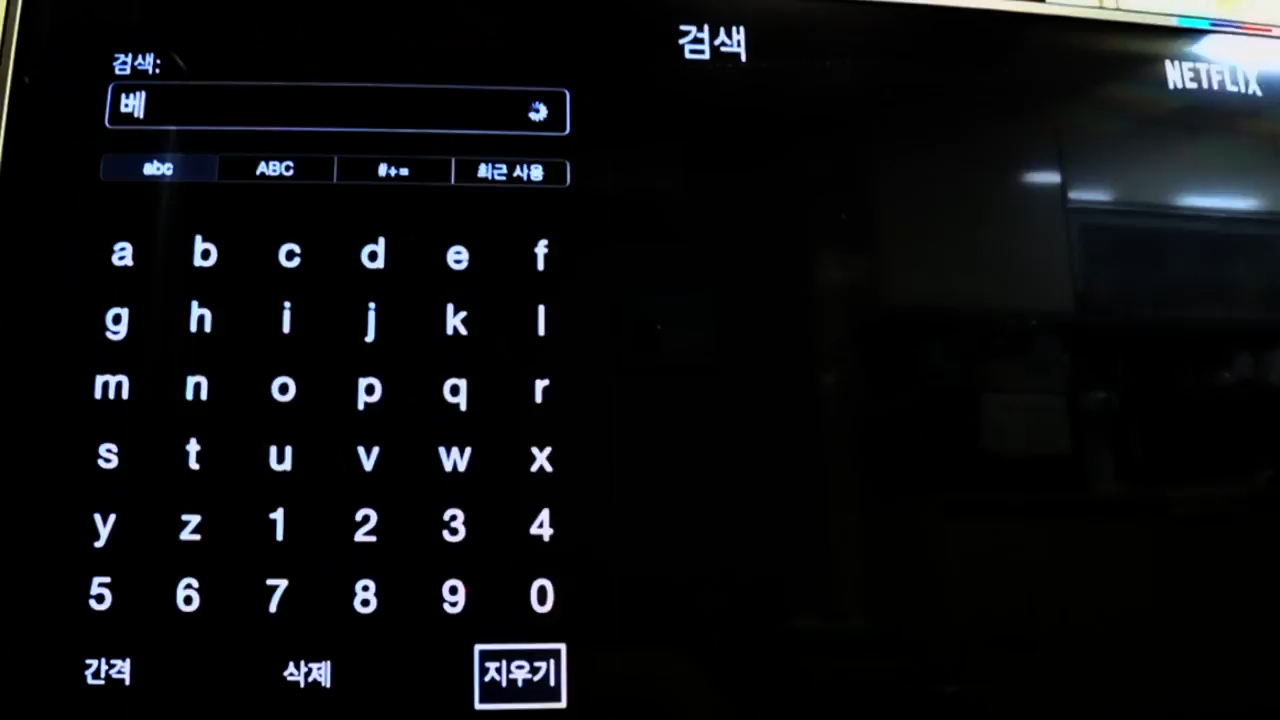 검색
NETFLIX
검색:
베
abc ABC #+= 최근 사용
a b c d e f
g h i j k l
m n o p q r
s t u v w x
y z 1 2 3 4
5 6 7 8 9 0
간격 삭제 지우기